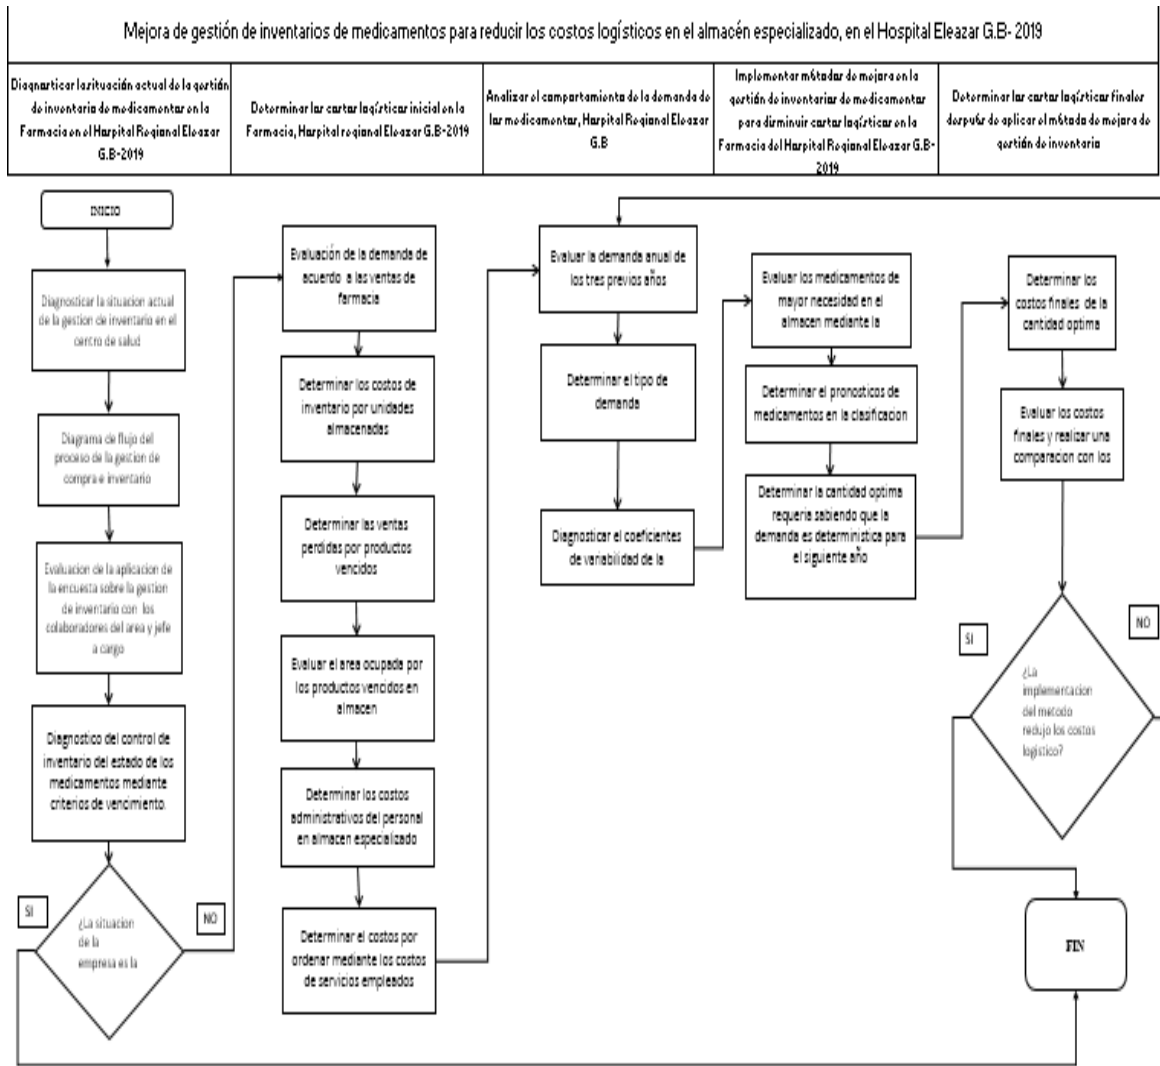 Mejora de gestión de inventarios de medicamentos para reducir los costos logísticos en el almacén especializado, en el Hospital Eleazar G.B- 2019
Diagnosticar la situación actual de la gestión
de inventario de medicamentos en la
Farmacia en el Hospital Regional Eleazar
G.B-2019
Determinar los costos logísticos inicial en la
Farmacia, Hospital regional Eleazar G.B-2019
Analizar el comportamiento de la demanda de
los medicamentos, Hospital Regional Eleazar
G.B
Implementar métodos de mejora en la
gestión de inventarios de medicamentos
para disminuir costos logísticos en la
Farmacia del Hospital Regional Eleazar G.B-
2019
Determinar los costos logísticos finales
después de aplicar el método de mejora de
gestión de inventario
INICIO
Diagnosticar la situacion actual
de la gestion de inventario en el
centro de salud
Diagrama de flujo del
proceso de la gestion de
compra e inventario
Evaluacion de la aplicacion de
la encuesta sobre la gestion
de inventario con los
colaboradores del area y jefe
a cargo
Diagnostico del control de
inventario del estado de los
medicamentos mediante
criterios de vencimiento.
SI
¿La situacion
de la
empresa es la
NO
Evaluación de la demanda de
acuerdo a las ventas de
farmacia
Determinar los costos de
inventario por unidades
almacenadas
Determinar las ventas
perdidas por productos
vencidos
Evaluar el area ocupada por
los productos vencidos en
almacen
Determinar los costos
administrativos del personal
en almacen especializado
Determinar el costos por
ordenar mediante los costos
de servicios empleados
Evaluar la demanda anual de
los tres previos años
Determinar el tipo de
demanda
Diagnosticar el coeficientes
de variabilidad de la
Evaluar los medicamentos de
mayor necesidad en el
almacen mediante la
Determinar el pronosticos de
medicamentos en la clasificacion
Determinar la cantidad optima
requeria sabiendo que la
demanda es deterministica para
el siguiente año
Determinar los
costos finales de la
cantidad optima
Evaluar los costos
finales y realizar una
comparacion con los
SI
¿La
implementacion
del metodo
redujo los costos
logistico?
NO
FIN